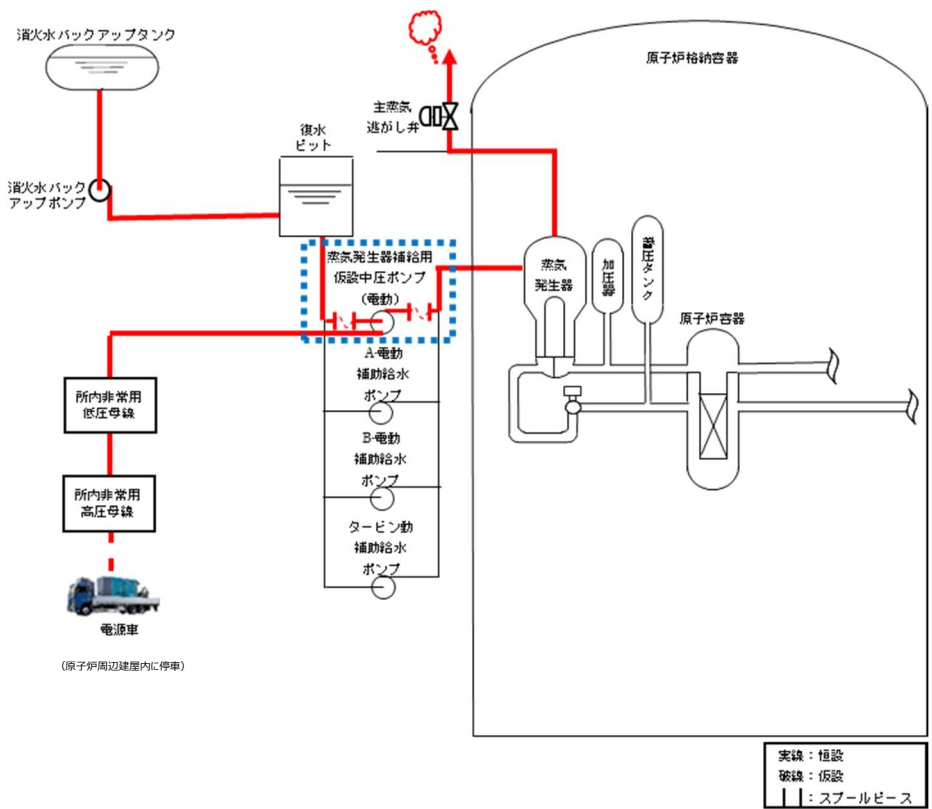 消火水バックアップタンク
主蒸気
逃がし弁
原子炉格納容器
復水
ピット
消火水バック
アップポンプ
蒸気発生器補給用
仮設中圧ポンプ
（電動）
蒸気
発生器
加圧器
蓄圧タンク
原子炉容器
A-電動
補助給水
ポンプ
所内非常用
低圧母線
B-電動
補助給水
ポンプ
所内非常用
高圧母線
タービン動
補助給水
ポンプ
電源車
（原子炉周辺建屋内に停車）
実線：恒設
破線：仮設
：スプールピース